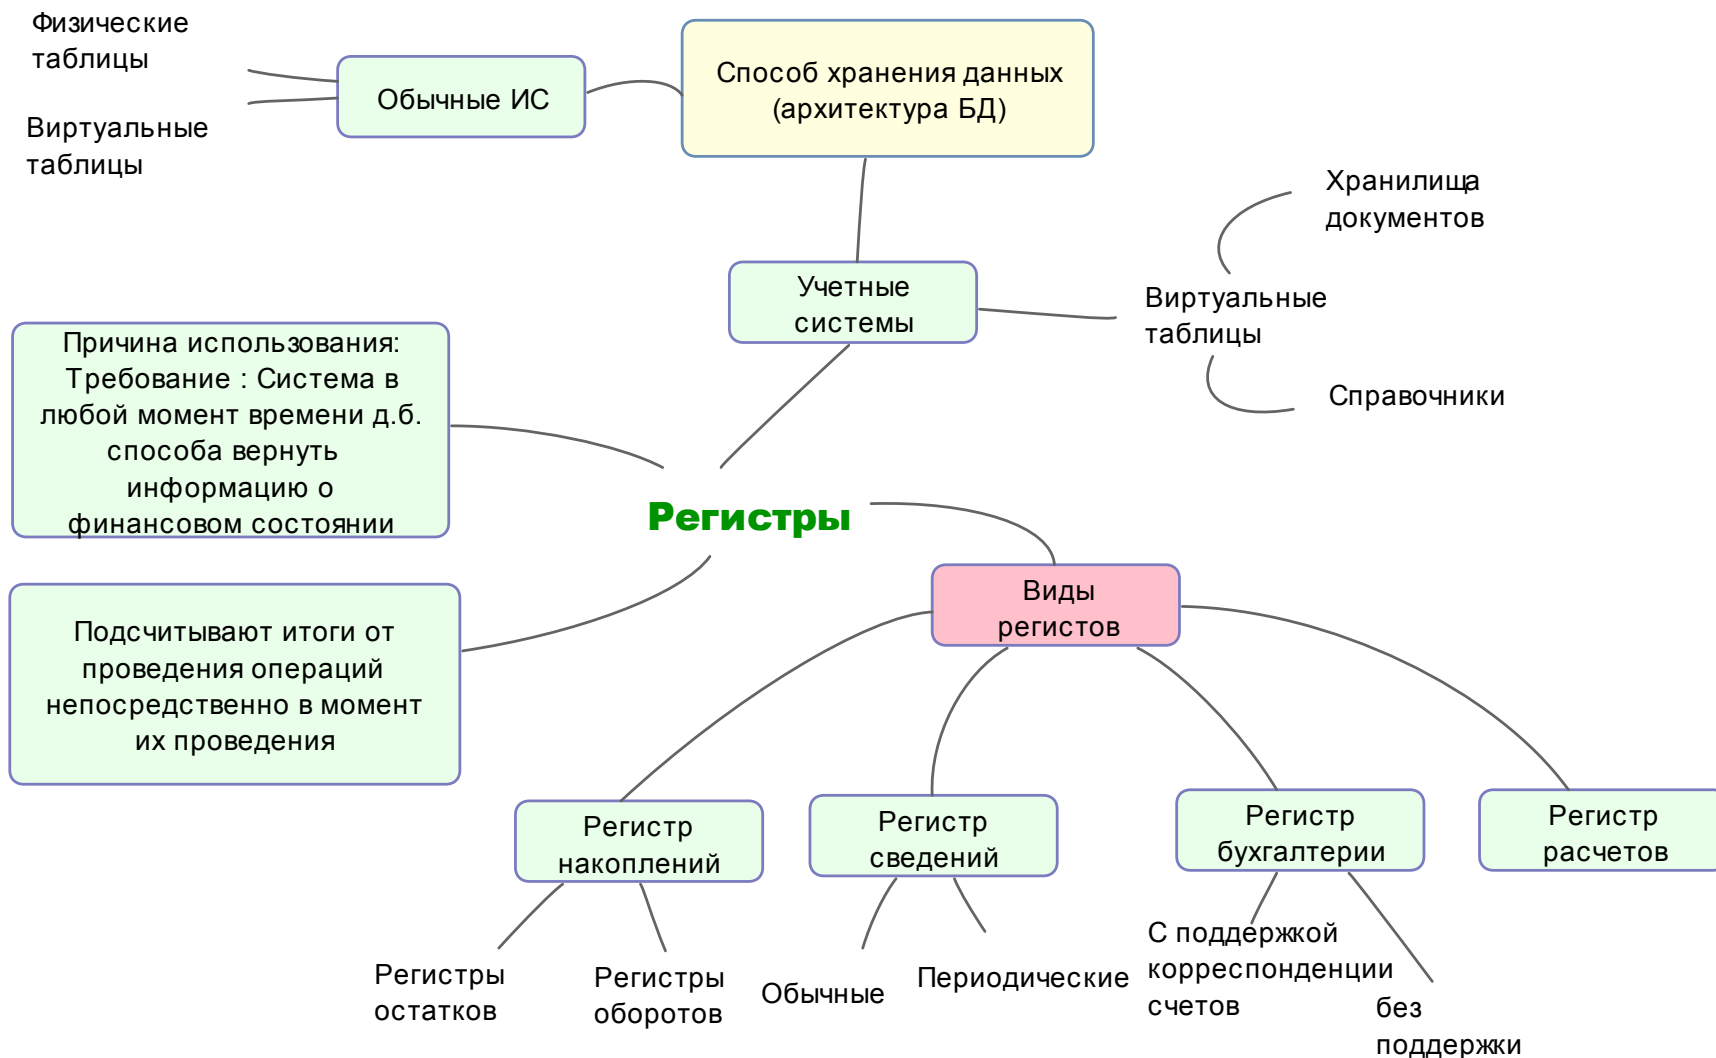 Физические
таблицы
Обычные ИС
Способ хранения данных
(архитектура БД)
Виртуальные
таблицы
Хранилища
документов
Учетные
системы
Виртуальные
таблицы
Справочники
Причина использования:
Требование : Система в
любой момент времени д.б.
способа вернуть
информацию о
финансовом состоянии
Регистры
Виды
регистов
Подсчитывают итоги от
проведения операций
непосредственно в момент
их проведения
Регистр
накоплений
Регистр
сведений
Регистр
бухгалтерии
Регистр
расчетов
Регистры
остатков
Регистры
оборотов
Обычные
Периодические
С поддержкой
корреспонденции
счетов
без
поддержки